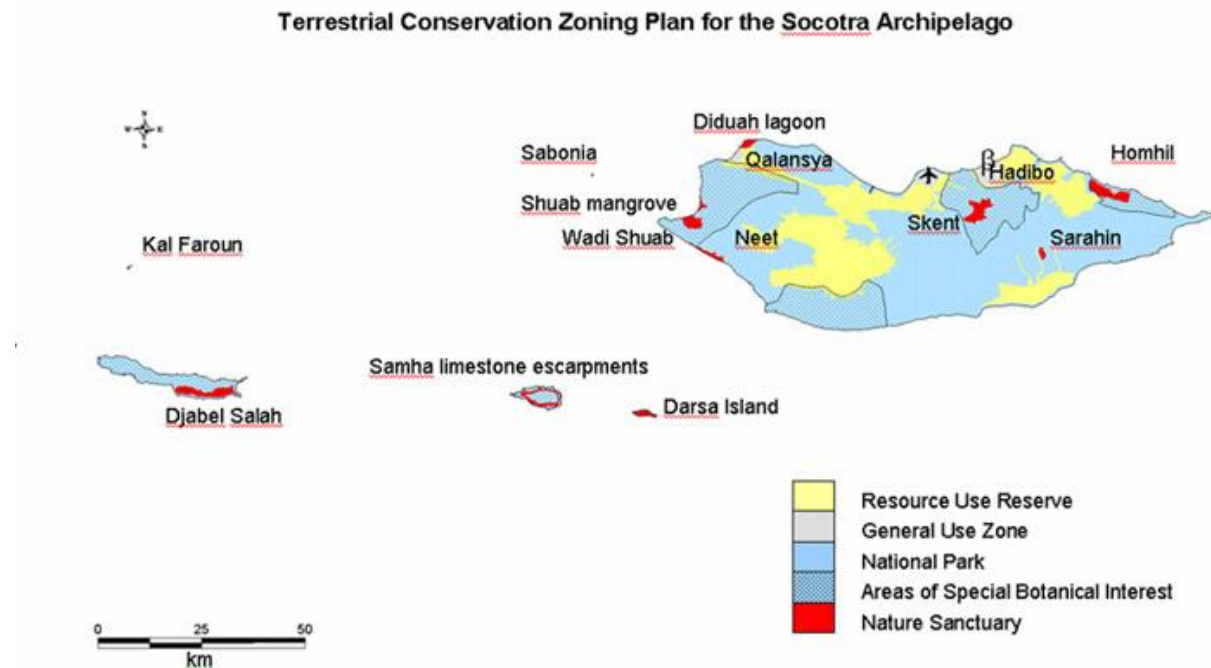 Terrestrial Conservation Zoning Plan for the Socotra Archipelago
N
W E
S
Diduah lagoon
Sabonia
Qalansya
β
Hadibo
Homhil
Shuab mangrove
Wadi Shuab
Neet
Skent
Sarahin
Kal Faroun
Samha limestone escarpments
Djabel Salah
Darsa Island
Resource Use Reserve
General Use Zone
National Park
Areas of Special Botanical Interest
Nature Sanctuary
0 25 50
km